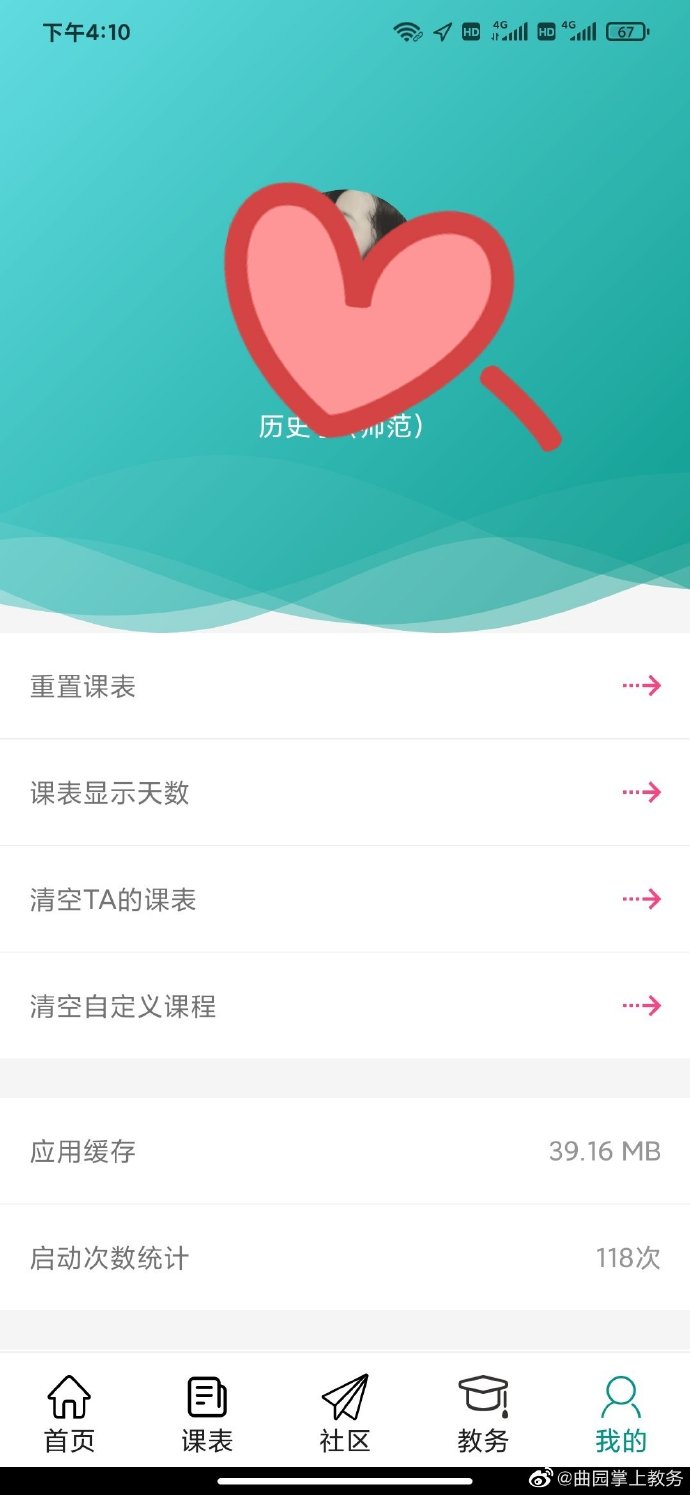 下午4:10
HD 4G HD 4G 67
历史 (师范)
重置课表
课表显示天数
清空TA的课表
清空自定义课程
应用缓存 39.16 MB
启动次数统计 118次
首页 课表 社区 教务 我的
@曲园掌上教务